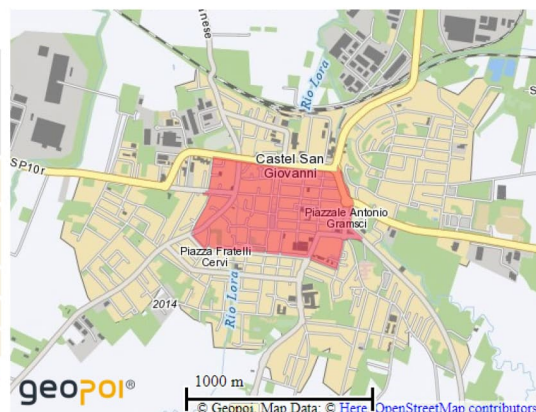 rnese
Rio-Lora
SP10r
Castel San
Giovanni
Piazzale Antonio
Gramsci
Piazza Fratelli
Cervi
2014
Rio-Lora
1000 m
geopoi®
© Geopoi Map Data: © Here, OpenStreetMap contributors